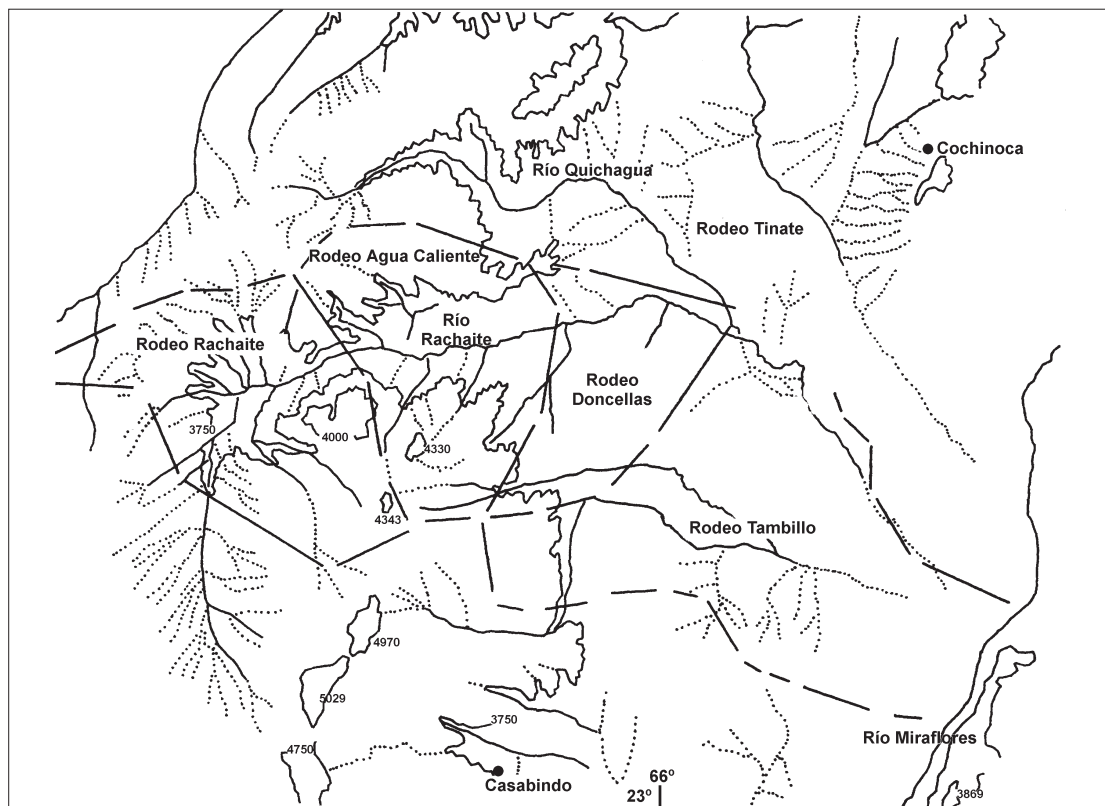 Cochinoca
Río Quichagua
Rodeo Tinate
Rodeo Agua Caliente
Río
Rachaite
Rodeo Rachaite
Rodeo
Doncellas
3750
4000
4330
4343
Rodeo Tambillo
4970
5029
3750
4750
Río Miraflores
Casabindo
66º
23º
3869